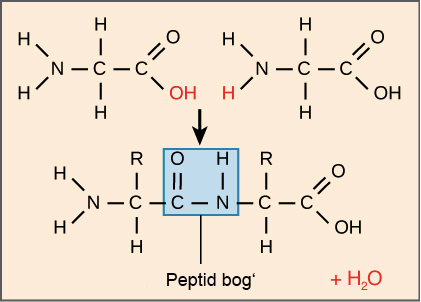 H H O H H O
N C C N C C
H H OH H H OH
H R O H R O
N C C N C C
H H H OH
Peptid bog‘ + H₂O